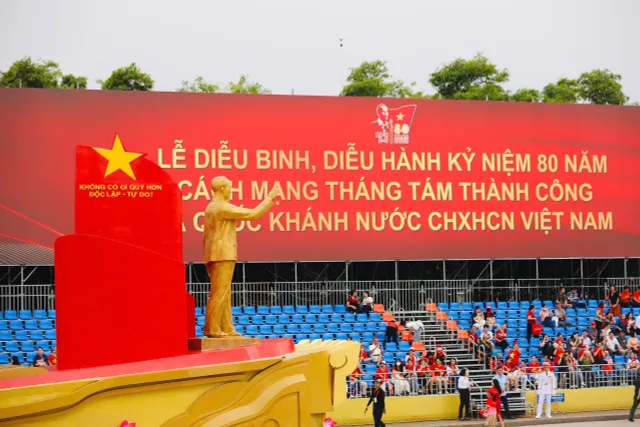 80
LỄ DIỄU BINH, DIỄU HÀNH KỶ NIỆM 80 NĂM
CÁCH MẠNG THÁNG TÁM THÀNH CÔNG
QUỐC KHÁNH NƯỚC CHXHCN VIỆT NAM
KHÔNG CÓ GÌ QUÝ HƠN
ĐỘC LẬP - TỰ DO!